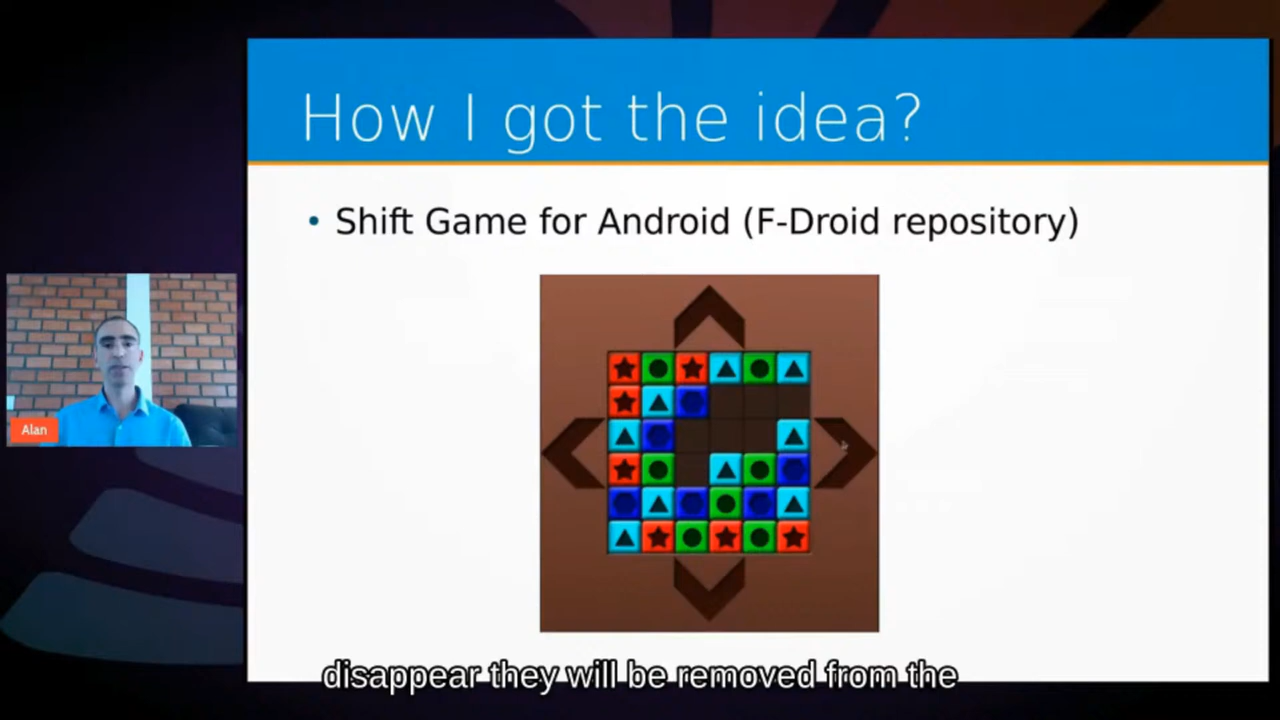 How I got the idea?
• Shift Game for Android (F-Droid repository)
Alan
disappear they will be removed from the